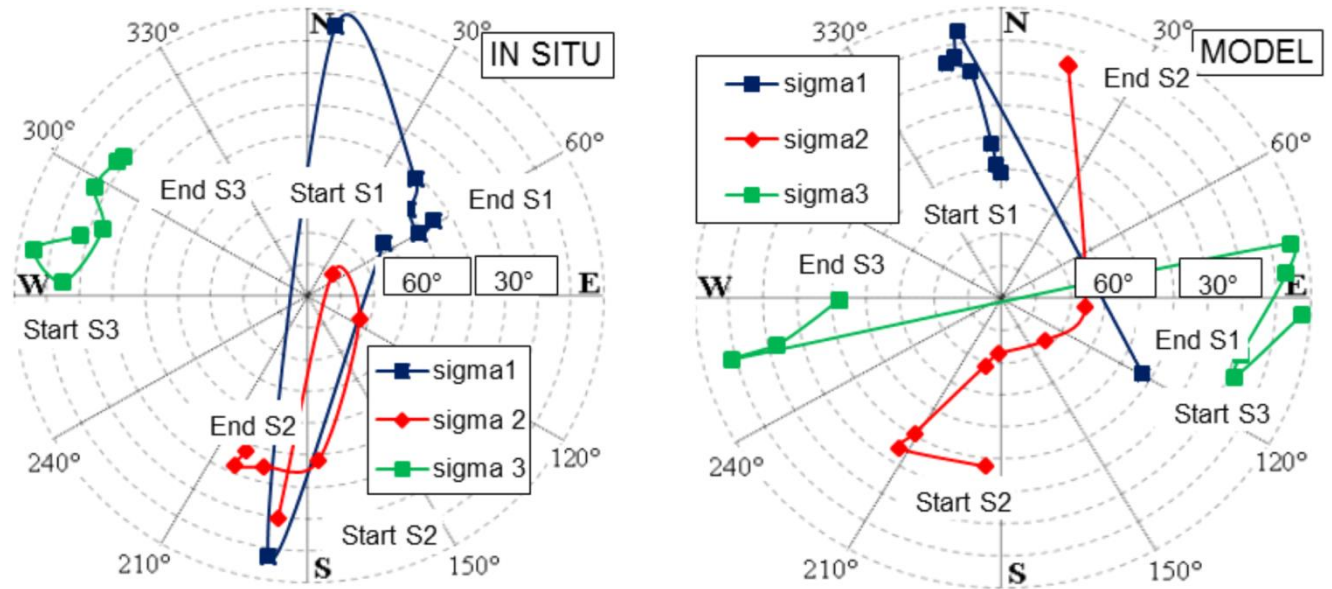 N
330°
30°
IN SITU
300°
60°
End S3
Start S1
End S1
W
60°
30°
E
Start S3
sigma1
sigma 2
sigma 3
End S2
240°
120°
Start S2
210°
S
150°
N
330°
30°
MODEL
sigma1
sigma2
sigma3
End S2
60°
Start S1
End S3
W
60°
30°
E
End S1
Start S3
240°
120°
Start S2
210°
S
150°